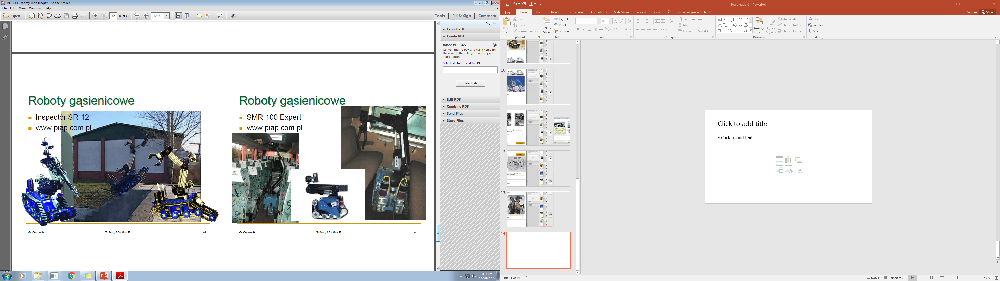 INTRO +_ roboty mobilne.pdf - Adobe Reader
File Edit View Window Help
Open 32 (6 of 6) 174% Tools Fill & Sign Comment
Sign In
Export PDF
Create PDF
Adobe PDF Pack
Convert files to PDF and easily combine
them with other file types with a paid
subscription.
Select File to Convert to PDF:
Select File
Edit PDF
Combine PDF
Send Files
Store Files
Roboty gąsienicowe
Inspector SR-12
www.piap.com.pl
G. Granosik Roboty Mobilne II 31
Roboty gąsienicowe
SMR-100 Expert
www.piap.com.pl
G. Granosik Roboty Mobilne II 32
1:04 PM
10/28/2016
Presentation1 - PowerPoint
File Home Insert Design Transitions Animations Slide Show Review View Tell me what you want to do... Sign in Share
Paste
Cut
Copy
Format Painter
Clipboard
New
Slide
Layout
Reset
Section
Slides
28
B I U S abc AV Aa A
Font
Text Direction
Align Text
Convert to SmartArt
Paragraph
Arrange
Quick
Styles
Shape Fill
Shape Outline
Shape Effects
Drawing
Find
Replace
Select
Editing
10
11
12
13
14
Click to add title
• Click to add text
Slide 14 of 14
Notes Comments 50%